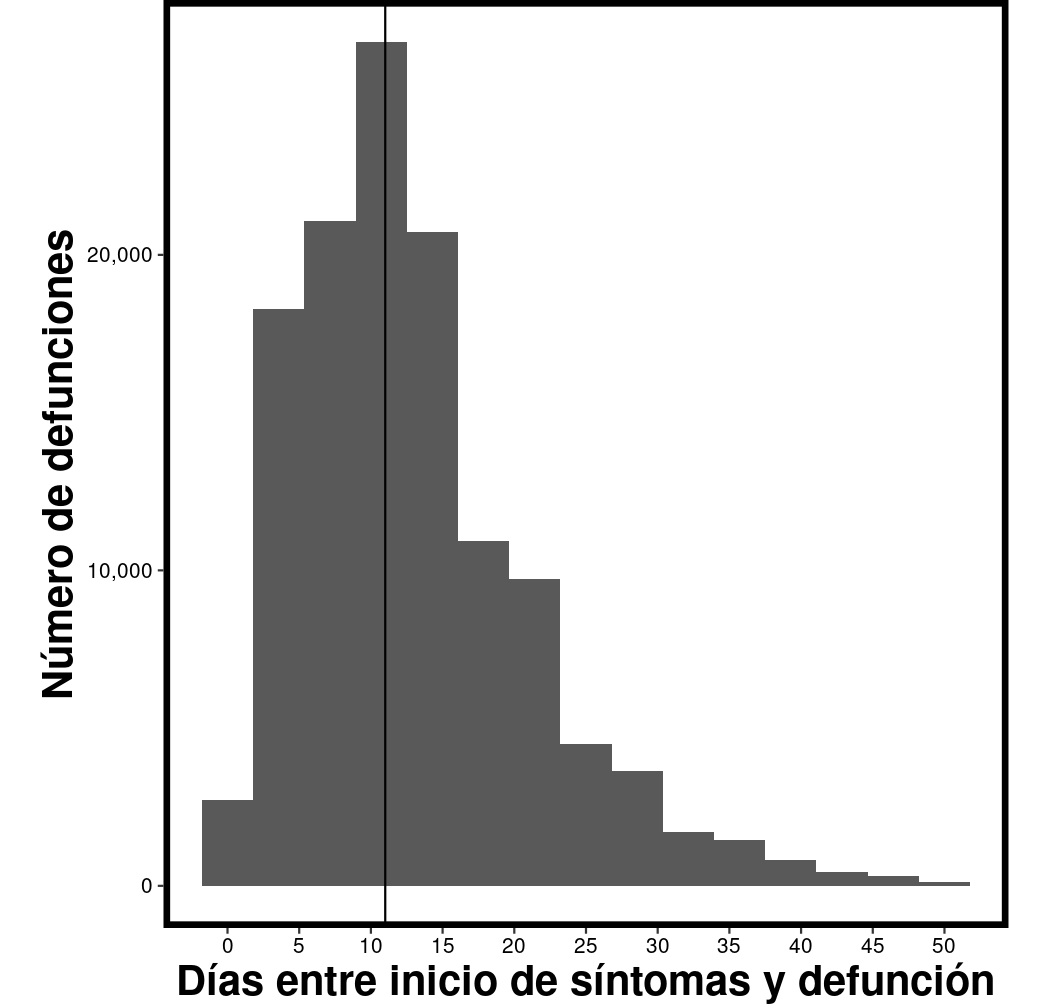 Número de defunciones
20,000
10,000
0
0 5 10 15 20 25 30 35 40 45 50
Días entre inicio de síntomas y defunción